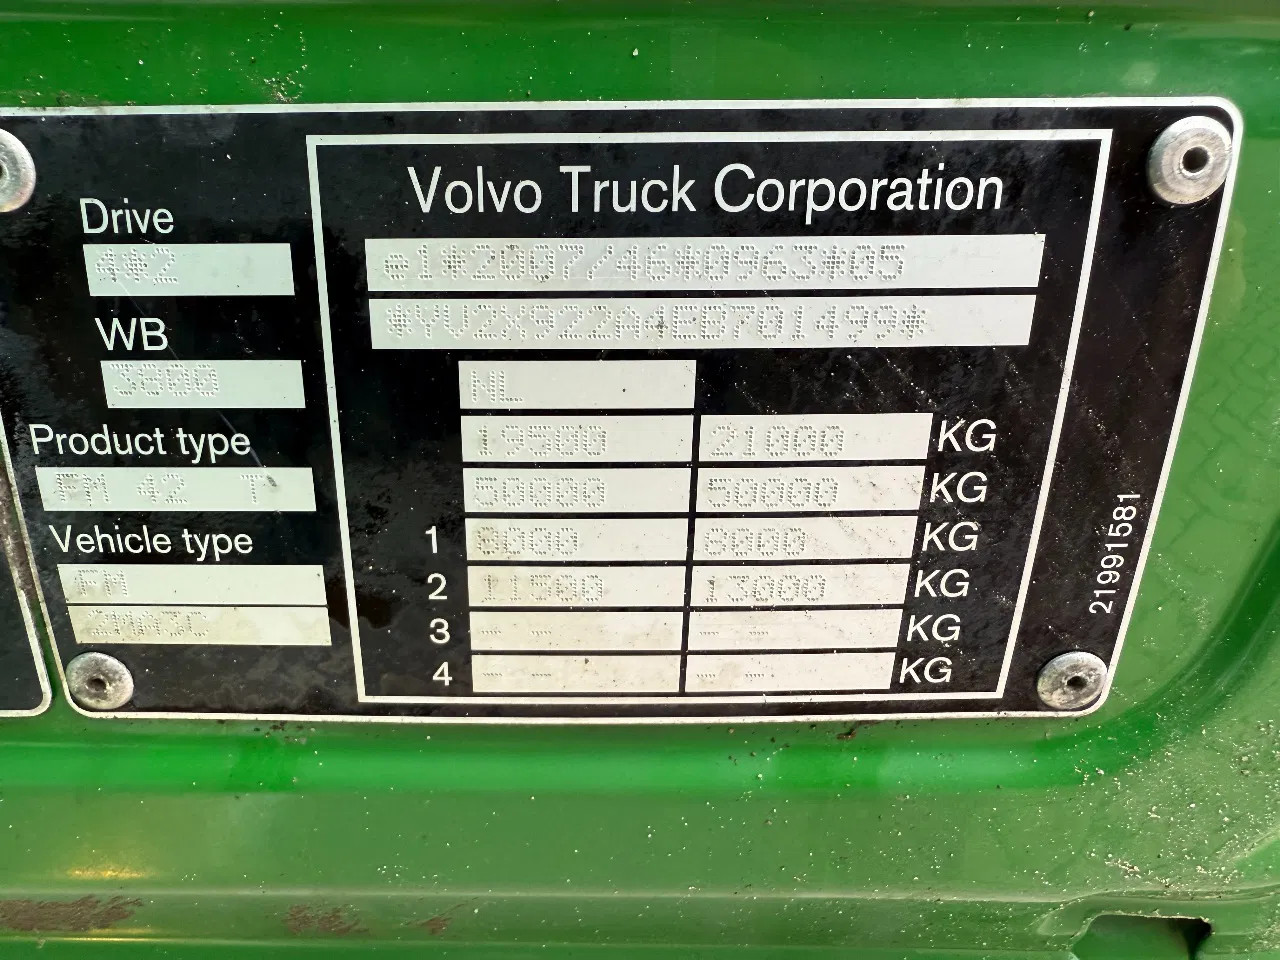 Drive
4*2
WB
3800
Product type
FM 42 T
Vehicle type
FM
Volvo Truck Corporation
e1*2007/46*0963*05
*YV2X922A4EB701499*
NL
19500 21000 KG
50000 50000 KG
1 8000 8000 KG
2 11500 13000 KG
3 -- -- -- -- KG
4 -- -- -- -- KG
21991581